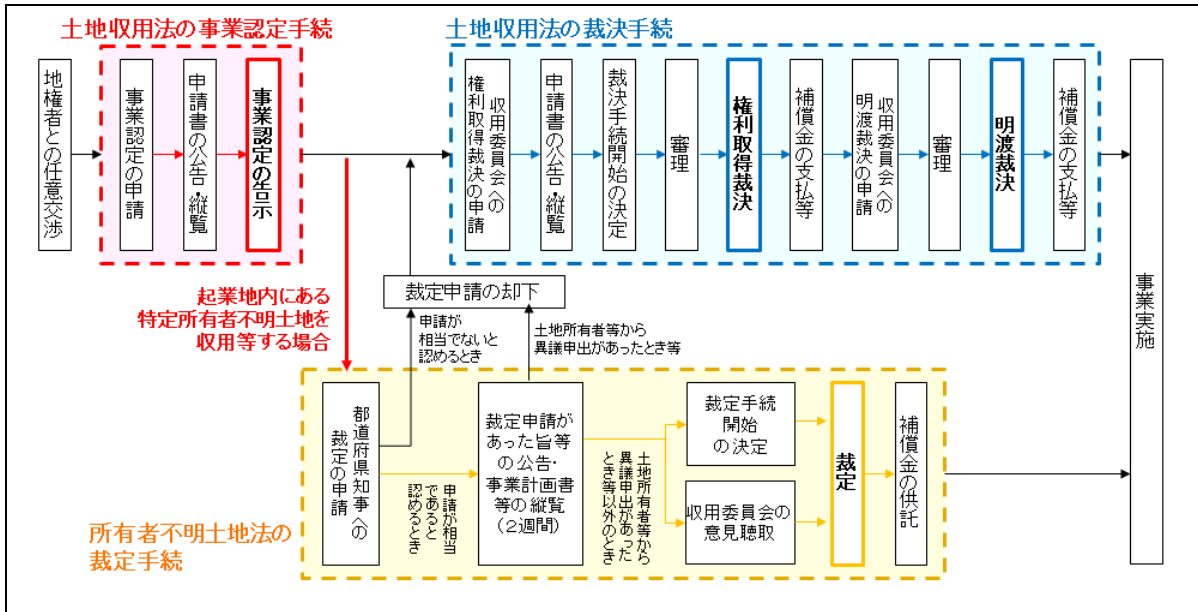 土地収用法の事業認定手続
土地収用法の裁決手続
地権者との任意交渉
事業認定の申請
申請書の公告・縦覧
事業認定の告示
収用委員会への
権利取得裁決の申請
申請書の公告・縦覧
裁決手続開始の決定
審理
権利取得裁決
補償金の支払等
収用委員会への
明渡裁決の申請
審理
明渡裁決
補償金の支払等
事業実施
裁定申請の却下
起業地内にある
特定所有者不明土地を
収用等する場合
申請が
相当でないと
認めるとき
土地所有者等から
異議申出があったとき等
都道府県知事への
裁定の申請
申請が相当
であると
認めるとき
裁定申請が
あった旨等
の公告・
事業計画書
等の縦覧
(2週間)
土地所有者等から
異議申出があった
とき等以外のとき
裁定手続
開始
の決定
収用委員会の
意見聴取
裁定
補償金の供託
所有者不明土地法の
裁定手続